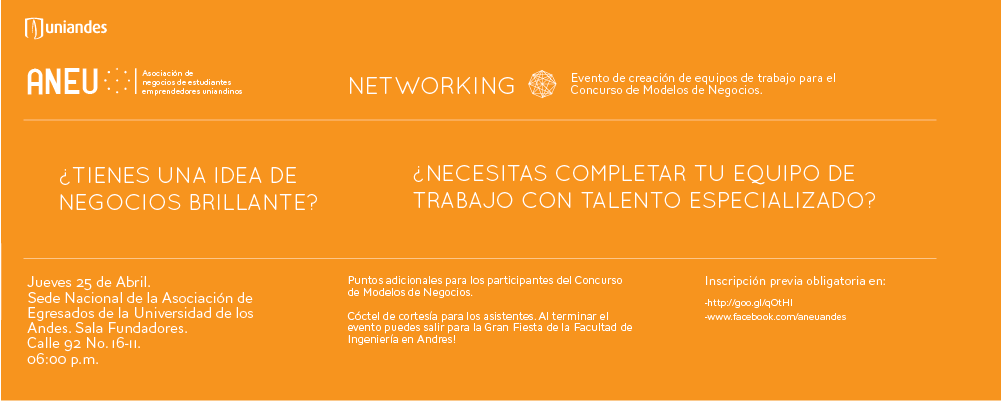 uniandes
ANEU
Asociación de
negocios de estudiantes
emprendedores uniandinos
NETWORKING
Evento de creación de equipos de trabajo para el
Concurso de Modelos de Negocios.
¿TIENES UNA IDEA DE
NEGOCIOS BRILLANTE?
¿NECESITAS COMPLETAR TU EQUIPO DE
TRABAJO CON TALENTO ESPECIALIZADO?
Jueves 25 de Abril.
Sede Nacional de la Asociación de
Egresados de la Universidad de los
Andes. Sala Fundadores.
Calle 92 No. 16-11.
06:00 p.m.
Puntos adicionales para los participantes del Concurso
de Modelos de Negocios.
Cóctel de cortesía para los asistentes. Al terminar el
evento puedes salir para la Gran Fiesta de la Facultad de
Ingeniería en Andres!
Inscripción previa obligatoria en:
-http://goo.gl/qOtHI
-www.facebook.com/aneuandes